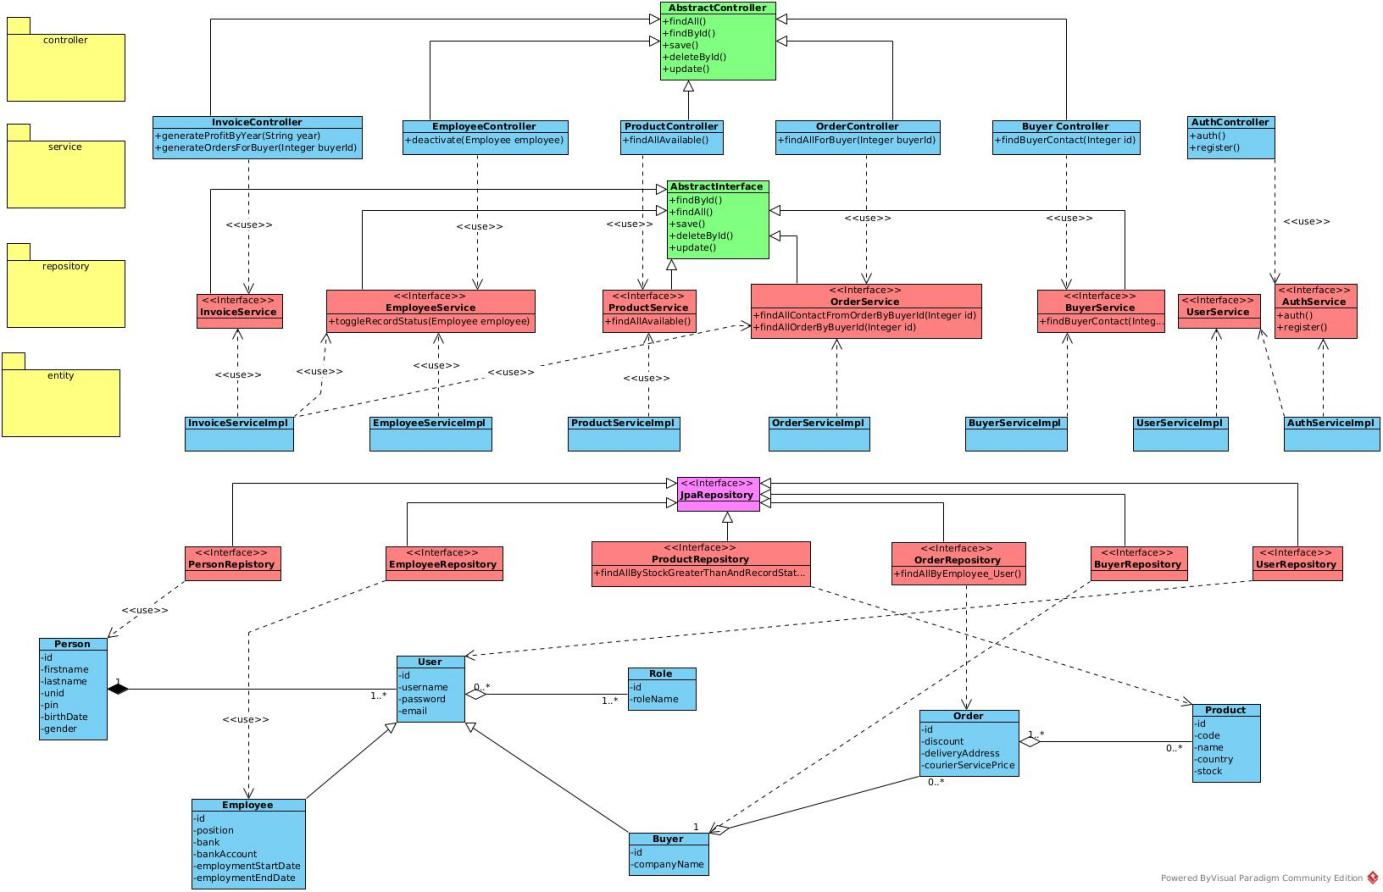 AbstractController
+findAll()
+findById()
+save()
+deleteById()
+update()
controller
InvoiceController
+generateProfitByYear(String year)
+generateOrdersForBuyer(Integer buyerId)
EmployeeController
+deactivate(Employee employee)
ProductController
+findAllAvailable()
OrderController
+findAllForBuyer(Integer buyerId)
Buyer Controller
+findBuyerContact(Integer id)
AuthController
+auth()
+register()
service
AbstractInterface
+findById()
+findAll()
+save()
+deleteById()
+update()
<<use>>
<<use>>
<<use>>
<<use>>
<<use>>
<<use>>
repository
<<Interface>>
InvoiceService
<<Interface>>
EmployeeService
+toggleRecordStatus(Employee employee)
<<Interface>>
ProductService
+findAllAvailable()
<<Interface>>
OrderService
+findAllContactFromOrderByBuyerId(Integer id)
+findAllOrderByBuyerId(Integer id)
<<Interface>>
BuyerService
+findBuyerContact(Integ...
<<Interface>>
UserService
<<Interface>>
AuthService
+auth()
+register()
entity
<<use>>
<<use>>
<<use>>
<<use>>
<<use>>
InvoiceServiceImpl
EmployeeServiceImpl
ProductServiceImpl
OrderServiceImpl
BuyerServiceImpl
UserServiceImpl
AuthServiceImpl
<<Interface>>
JpaRepository
<<Interface>>
PersonRepistory
<<Interface>>
EmployeeRepository
<<Interface>>
ProductRepository
+findAllByStockGreaterThanAndRecordStat...
<<Interface>>
OrderRepository
+findAllByEmployee_User()
<<Interface>>
BuyerRepository
<<Interface>>
UserRepository
<<use>>
Person
-id
-firstname
-lastname
-unid
-pin
-birthDate
-gender
1
1..*
User
-id
-username
-password
-email
0..*
1..*
Role
-id
-roleName
<<use>>
Order
-id
-discount
-deliveryAddress
-courierServicePrice
1..*
0..*
Product
-id
-code
-name
-country
-stock
0..*
1
Employee
-id
-position
-bank
-bankAccount
-employmentStartDate
-employmentEndDate
Buyer
-id
-companyName
Powered ByVisual Paradigm Community Edition